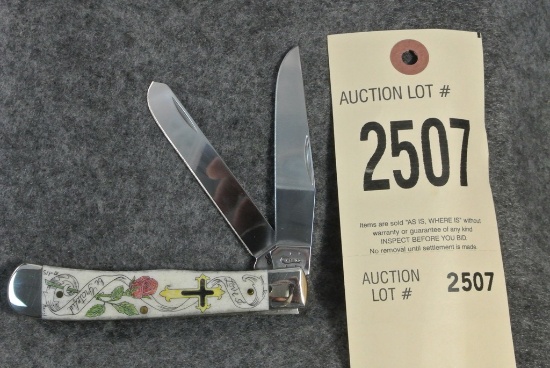 AUCTION LOT #
2507
Items are sold "AS IS, WHERE IS" without
warranty or guarantee of any kind
INSPECT BEFORE YOU BID.
No removal until settlement is made.
AUCTION
LOT # 2507